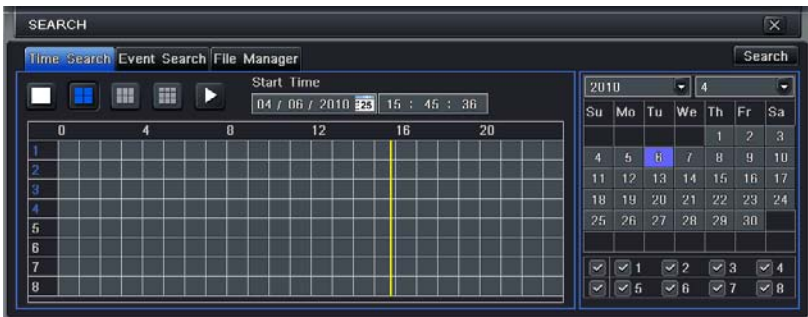 SEARCH
Time Search Event Search File Manager Search
Start Time
04 / 06 / 2010 15 : 45 : 36
0 4 8 12 16 20
1
2
3
4
5
6
7
8
2010 4
Su Mo Tu We Th Fr Sa
1 2 3
4 5 6 7 8 9 10
11 12 13 14 15 16 17
18 19 20 21 22 23 24
25 26 27 28 29 30
1 2 3 4
5 6 7 8